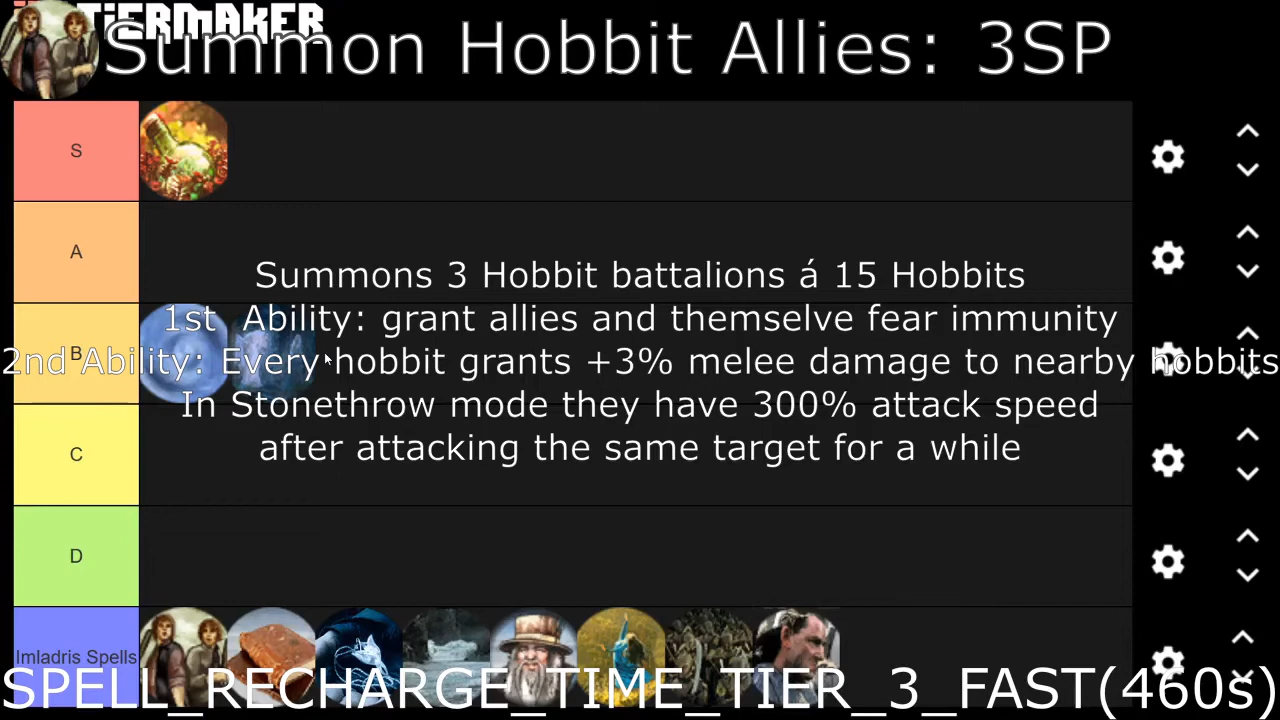 TiERMAKER
Summon Hobbit Allies: 3SP
S
A
Summons 3 Hobbit battalions á 15 Hobbits
1st Ability: grant allies and themselve fear immunity
B
2nd Ability: Every hobbit grants +3% melee damage to nearby hobbits
In Stonethrow mode they have 300% attack speed
after attacking the same target for a while
C
D
Imladris Spells
SPELL_RECHARGE_TIME_TIER_3_FAST(460s)